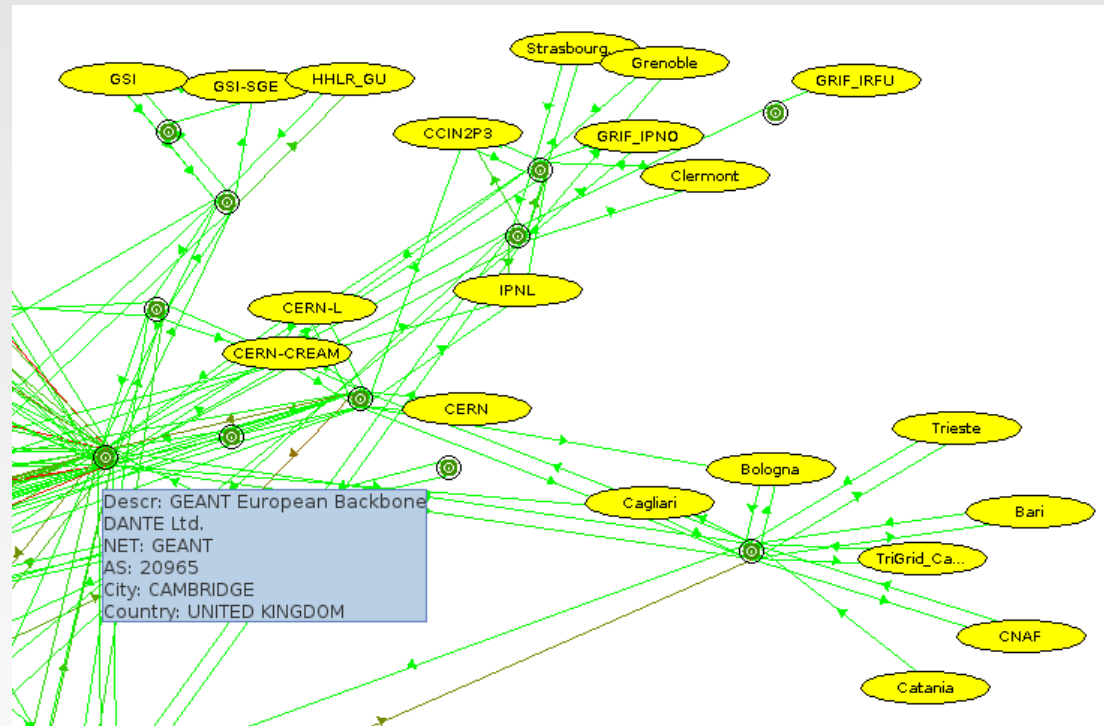 Strasbourg
Grenoble
GSI
GSI-SGE
HHLR_GU
GRIF_IRFU
CCIN2P3
GRIF_IPNO
Clermont
IPNL
CERN-L
CERN-CREAM
CERN
Trieste
Bologna
Cagliari
Bari
TriGrid_Ca...
CNAF
Catania
Descr: GEANT European Backbone
DANTE Ltd.
NET: GEANT
AS: 20965
City: CAMBRIDGE
Country: UNITED KINGDOM